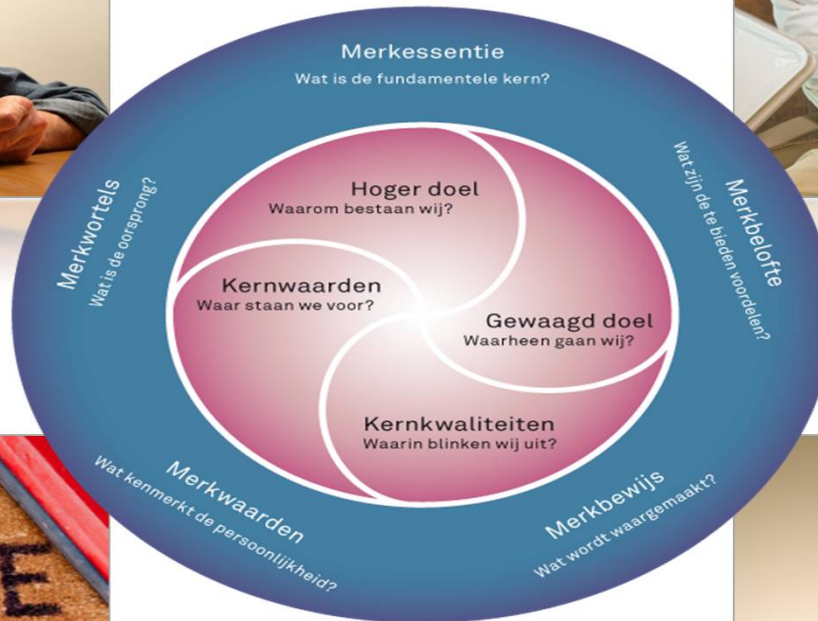 Merkessentie
Wat is de fundamentele kern?
Merkwortels
Wat is de oorsprong?
Merkbelofte
Wat zijn de te bieden voordelen?
Hoger doel
Waarom bestaan wij?
Kernwaarden
Waar staan we voor?
Gewaagd doel
Waarheen gaan wij?
Kernkwaliteiten
Waarin blinken wij uit?
Merkwaarden
Wat kenmerkt de persoonlijkheid?
Merkbewijs
Wat wordt waargemaakt?
E